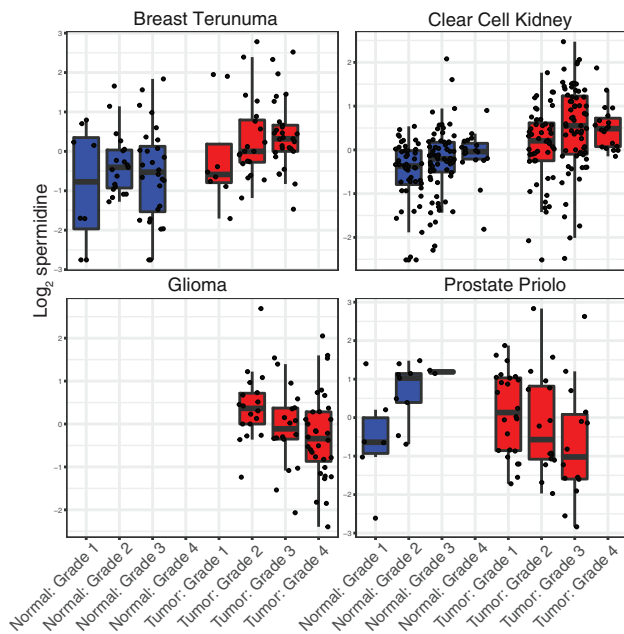 Breast Terunuma
Clear Cell Kidney
3
2
1
0
−1
−2
−3
2
1
0
−1
−2
Log2 spermidine
Glioma
Prostate Priolo
2
1
0
−1
−2
3
2
1
0
−1
−2
−3
Normal: Grade 1
Normal: Grade 2
Normal: Grade 3
Normal: Grade 4
Tumor: Grade 1
Tumor: Grade 2
Tumor: Grade 3
Tumor: Grade 4
Normal: Grade 1
Normal: Grade 2
Normal: Grade 3
Normal: Grade 4
Tumor: Grade 1
Tumor: Grade 2
Tumor: Grade 3
Tumor: Grade 4